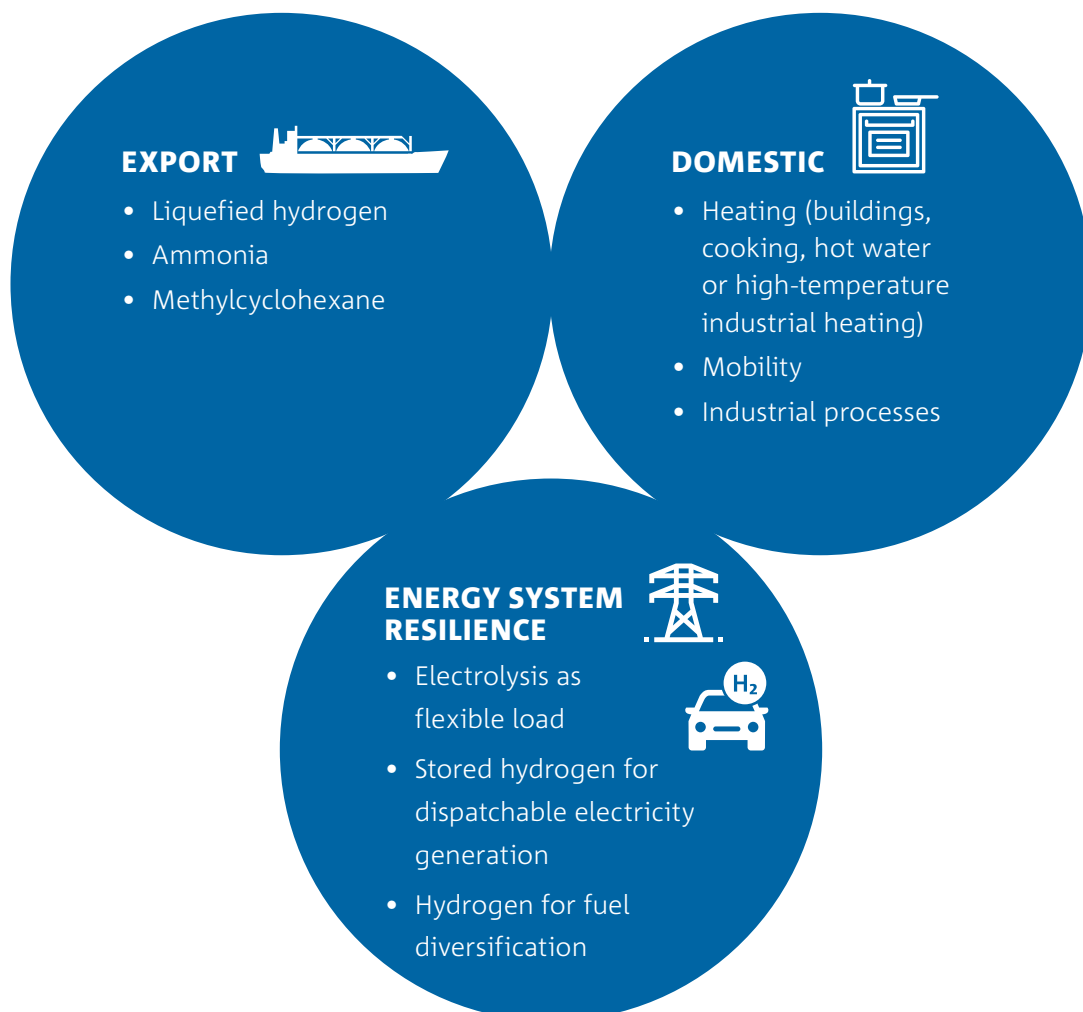 EXPORT
• Liquefied hydrogen
• Ammonia
• Methylcyclohexane
DOMESTIC
• Heating (buildings,
cooking, hot water
or high-temperature
industrial heating)
• Mobility
• Industrial processes
ENERGY SYSTEM
RESILIENCE
• Electrolysis as
flexible load
• Stored hydrogen for
dispatchable electricity
generation
• Hydrogen for fuel
diversification
H₂